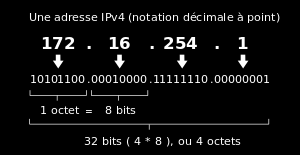 Une adresse IPv4 (notation décimale à point)
172 . 16 . 254 . 1
10101100 .00010000 .11111110 .00000001
1 octet = 8 bits
32 bits ( 4 * 8 ), ou 4 octets